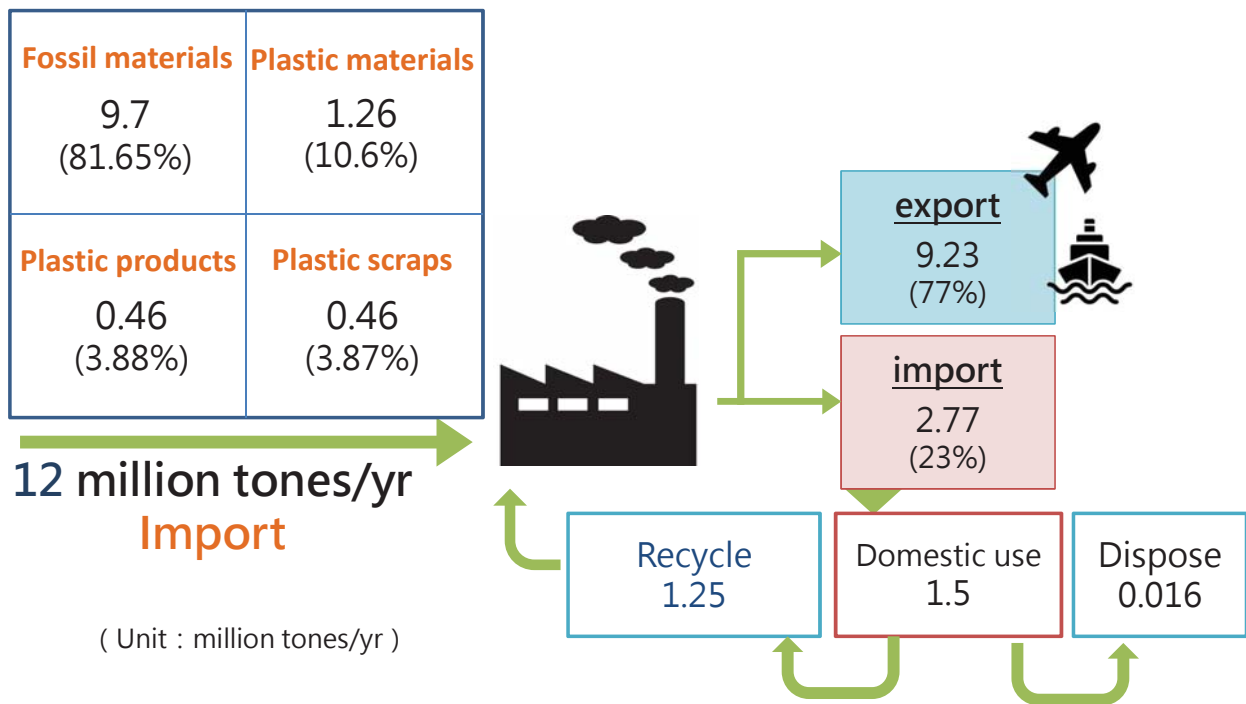 Fossil materials
9.7
(81.65%)
Plastic materials
1.26
(10.6%)
Plastic products
0.46
(3.88%)
Plastic scraps
0.46
(3.87%)
12 million tones/yr
Import
( Unit : million tones/yr )
export
9.23
(77%)
import
2.77
(23%)
Recycle
1.25
Domestic use
1.5
Dispose
0.016